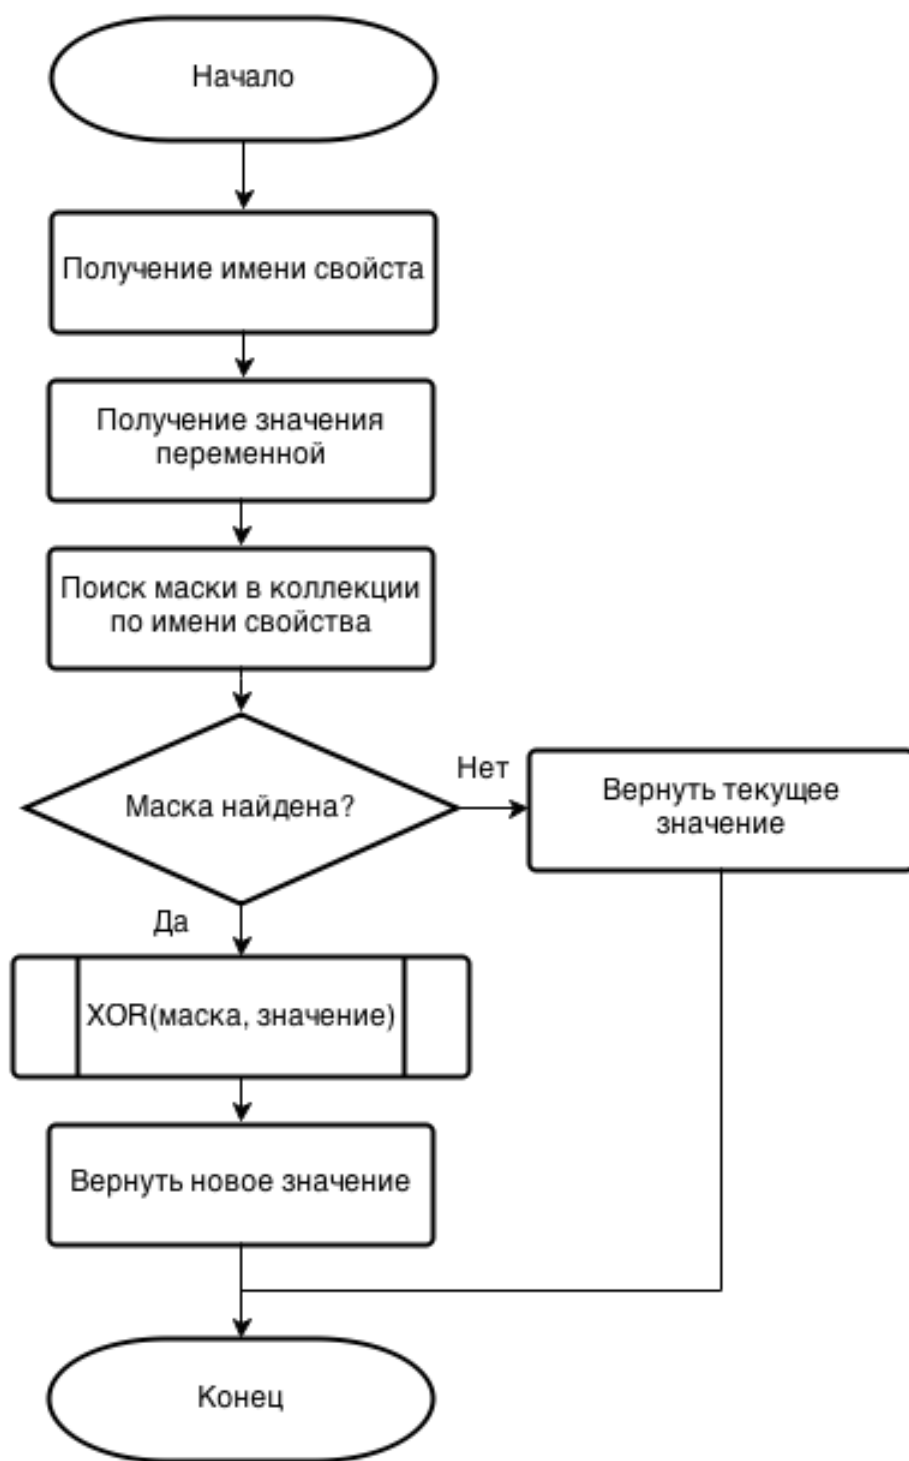 Начало
Получение имени свойста
Получение значения
переменной
Поиск маски в коллекции
по имени свойства
Маска найдена?
Нет
Вернуть текущее
значение
Да
XOR(маска, значение)
Вернуть новое значение
Конец